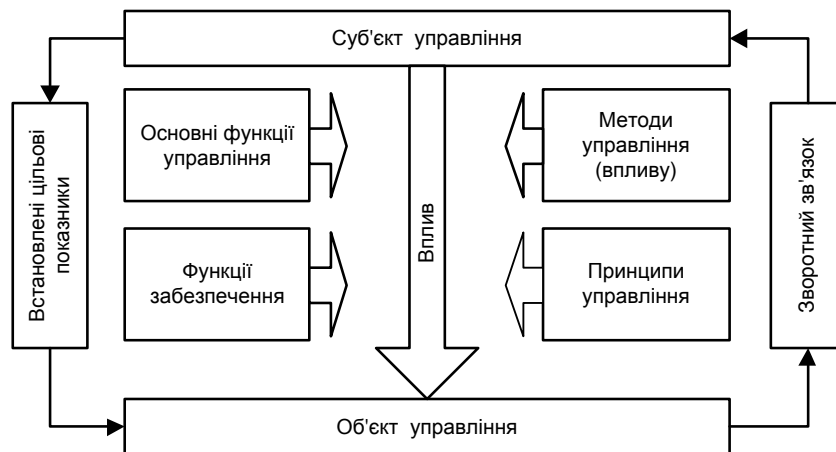 Суб'єкт управління
Встановлені цільові
показники
Основні функції
управління
Вплив
Методи
управління
(впливу)
Зворотний зв'язок
Функції
забезпечення
Принципи
управління
Об'єкт управління